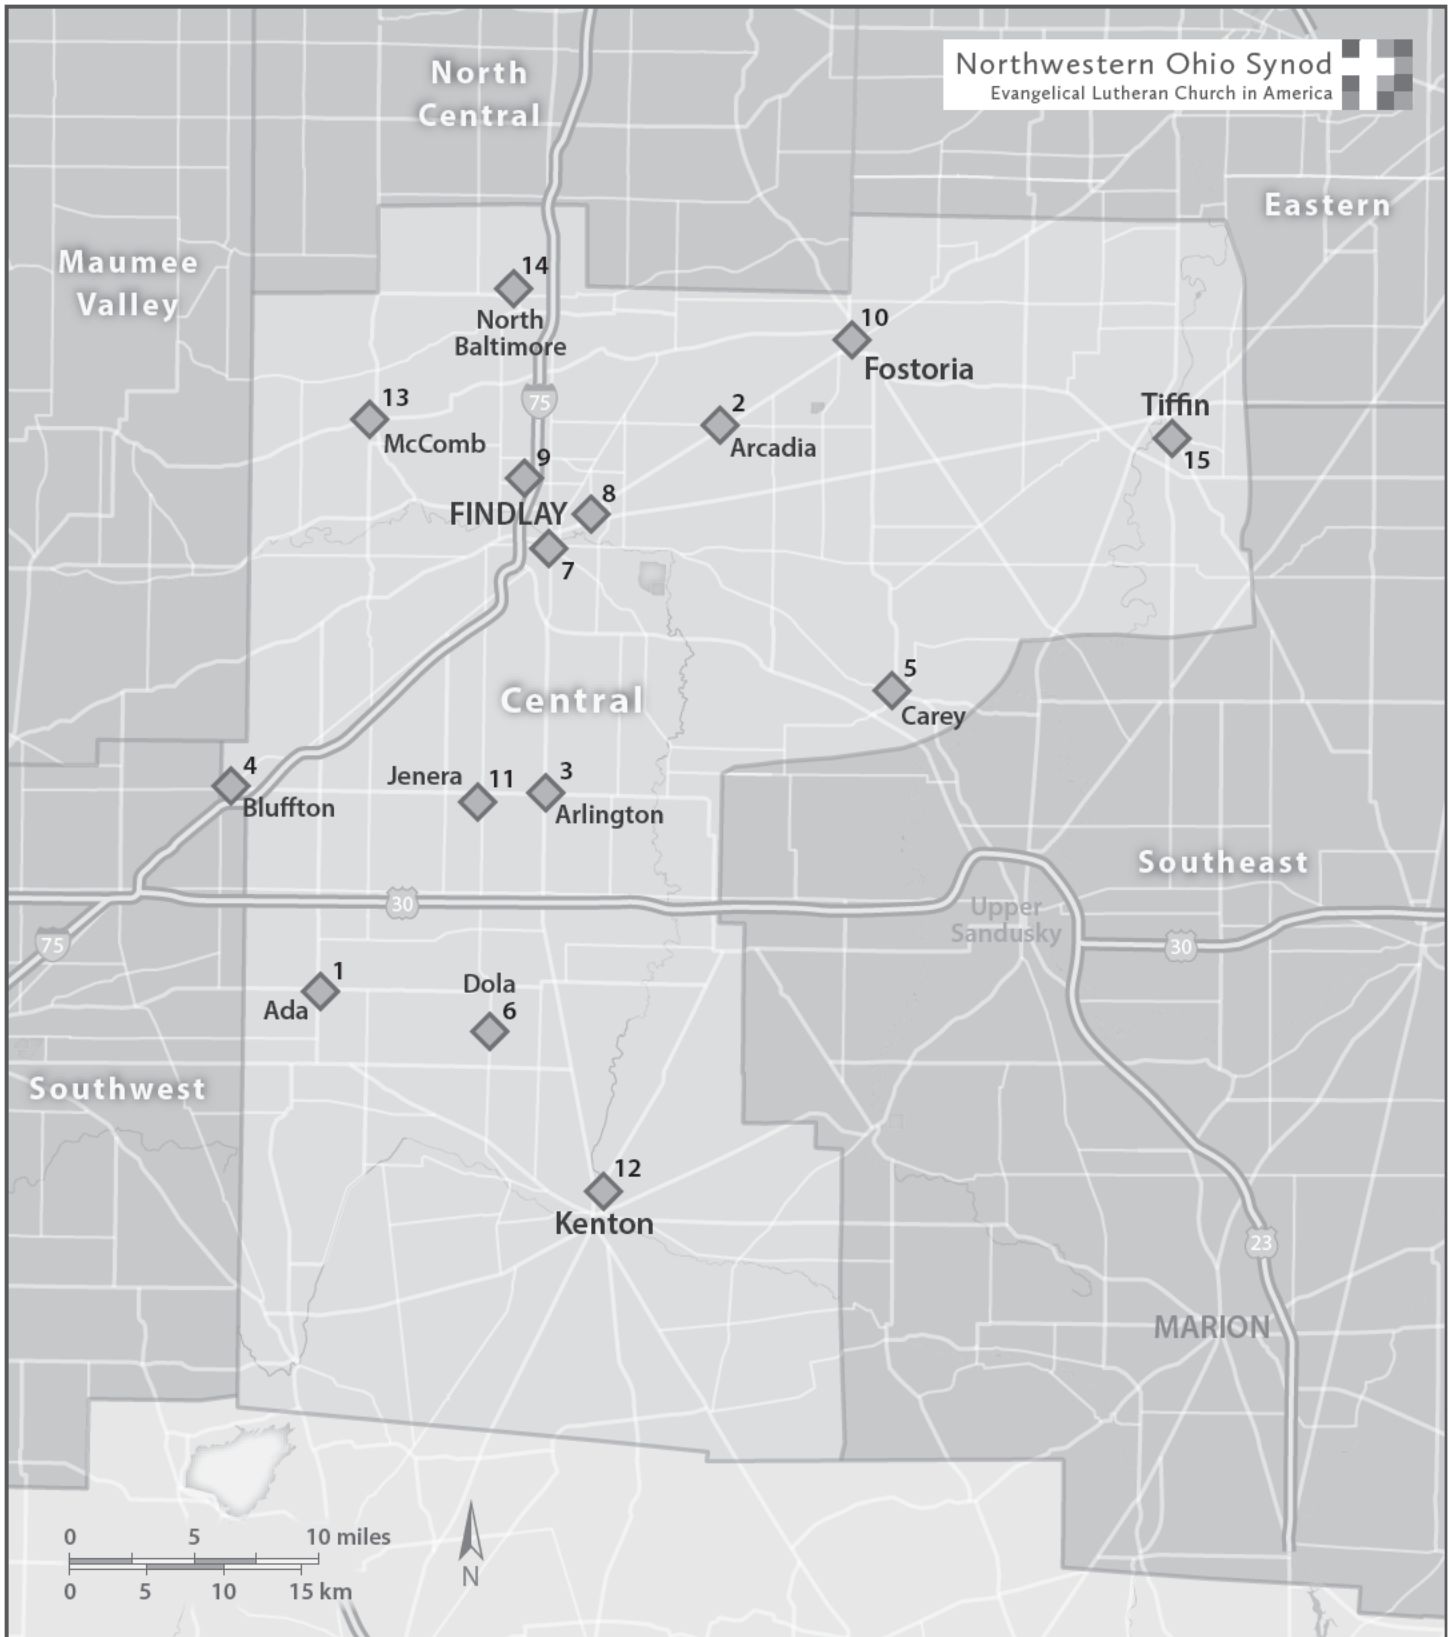 North
Central
Northwestern Ohio Synod
Evangelical Lutheran Church in America
Eastern
Maumee
Valley
14
North
Baltimore
10
Fostoria
13
McComb
75
2
Arcadia
Tiffin
15
9
FINDLAY
8
7
5
Carey
Central
4
Bluffton
Jenera
11
3
Arlington
Southeast
30
Upper
Sandusky
75
30
1
Ada
Dola
6
Southwest
12
Kenton
23
MARION
0 5 10 miles
0 5 10 15 km
N